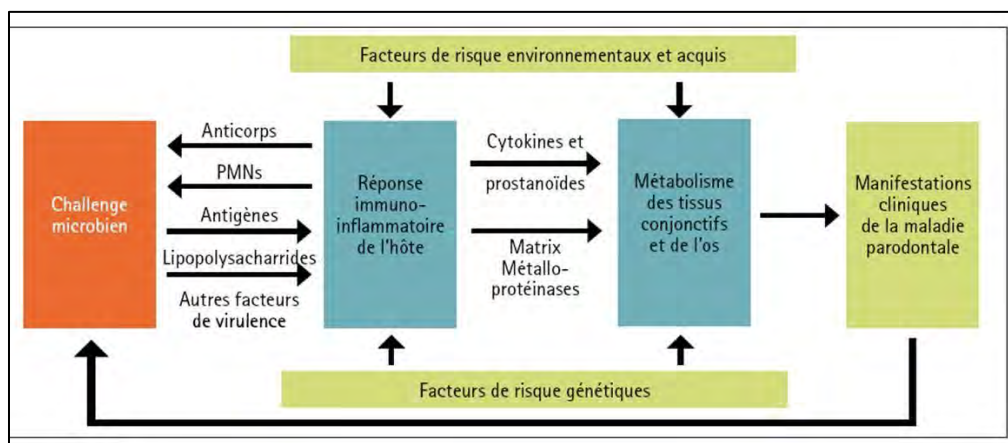 Facteurs de risque environnementaux et acquis
Challenge
microbien
Anticorps
PMNs
Antigènes
Lipopolysacharrides
Autres facteurs
de virulence
Réponse
immuno-
inflammatoire
de l'hôte
Cytokines et
prostanoïdes
Matrix
Métallo-
protéinases
Métabolisme
des tissus
conjonctifs
et de l'os
Manifestations
cliniques
de la maladie
parodontale
Facteurs de risque génétiques